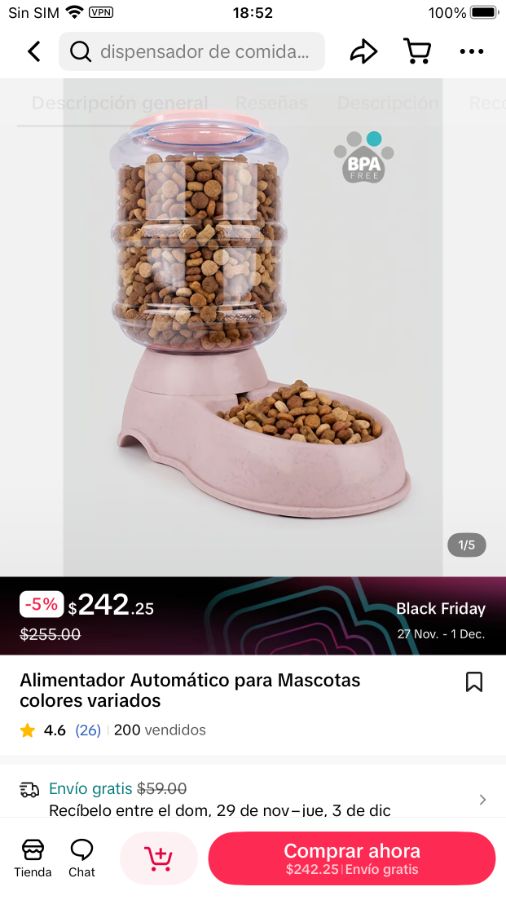 Sin SIM VPN 18:52 100%
dispensador de comida...
Descripción general Reseñas Descripción Reco
BPA
FREE
1/5
-5% $242.25 Black Friday
$255.00 27 Nov. - 1 Dec.
Alimentador Automático para Mascotas
colores variados
4.6 (26) 200 vendidos
Envío gratis $59.00
Recíbelo entre el dom, 29 de nov–jue, 3 de dic
Tienda Chat Comprar ahora
$242.25 Envío gratis